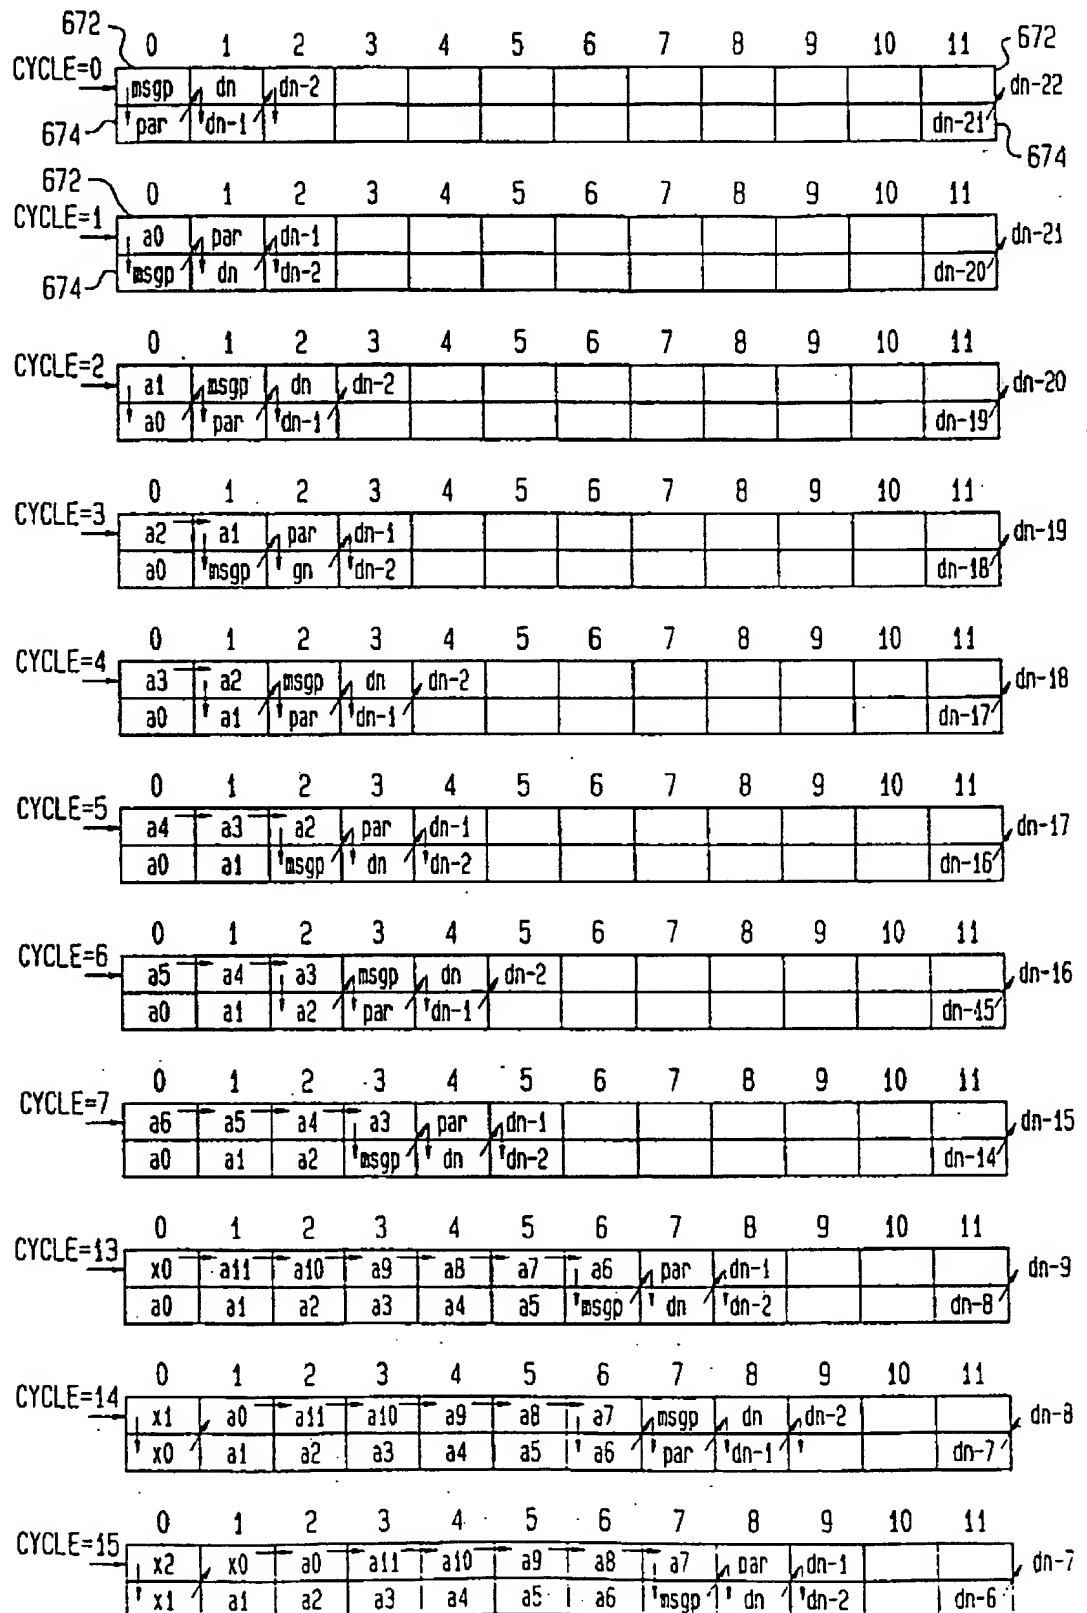 672 0 1 2 3 4 5 6 7 8 9 10 11 672
CYCLE=0 msgp dn dn-2 dn-22
674 par dn-1 dn-21 674
672 0 1 2 3 4 5 6 7 8 9 10 11
CYCLE=1 a0 par dn-1 dn-21
674 msgp dn dn-2 dn-20
0 1 2 3 4 5 6 7 8 9 10 11
CYCLE=2 a1 msgp dn dn-2 dn-20
a0 par dn-1 dn-19
0 1 2 3 4 5 6 7 8 9 10 11
CYCLE=3 a2 a1 par dn-1 dn-19
a0 msgp gn dn-2 dn-18
0 1 2 3 4 5 6 7 8 9 10 11
CYCLE=4 a3 a2 msgp dn dn-2 dn-18
a0 a1 par dn-1 dn-17
0 1 2 3 4 5 6 7 8 9 10 11
CYCLE=5 a4 a3 a2 par dn-1 dn-17
a0 a1 msgp dn dn-2 dn-16
0 1 2 3 4 5 6 7 8 9 10 11
CYCLE=6 a5 a4 a3 msgp dn dn-2 dn-16
a0 a1 a2 par dn-1 dn-15
0 1 2 3 4 5 6 7 8 9 10 11
CYCLE=7 a6 a5 a4 a3 par dn-1 dn-15
a0 a1 a2 msgp dn dn-2 dn-14
0 1 2 3 4 5 6 7 8 9 11
CYCLE=13 x0 a11 a10 a9 a8 a7 a6 par dn-1 dn-9
a0 a1 a2 a3 a4 a5 msgp dn dn-2 dn-8
0 1 2 3 4 5 6 7 8 9 10 11
CYCLE=14 x1 a0 a11 a10 a9 a8 a7 msgp dn dn-2 dn-8
x0 a1 a2 a3 a4 a5 a6 par dn-1 dn-7
0 1 2 3 4 5 6 7 8 9 10 11
CYCLE=15 x2 x0 a0 a11 a10 a9 a8 a7 par dn-1 dn-7
x1 a1 a2 a3 a4 a5 a6 msgp dn dn-2 dn-6